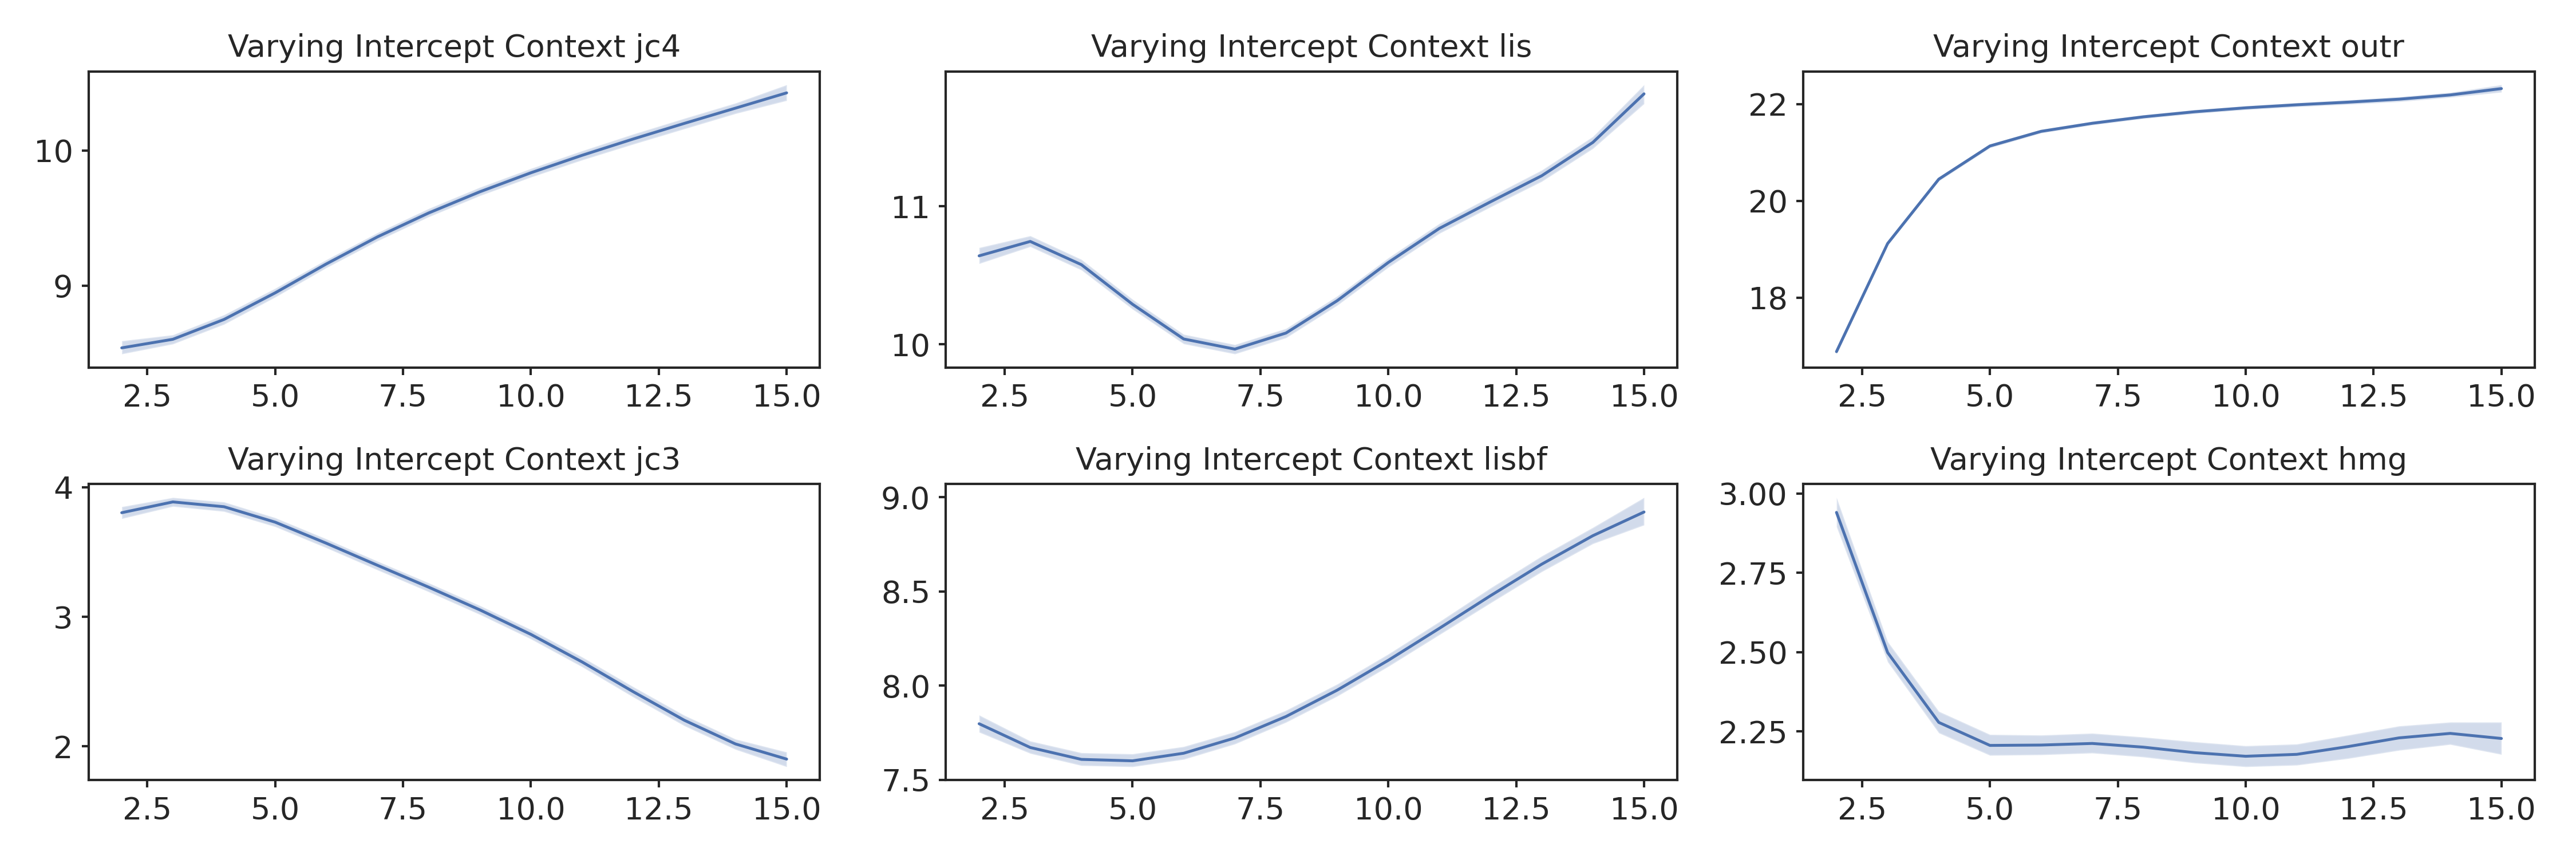 Varying Intercept Context jc4
10
9
2.5 5.0 7.5 10.0 12.5 15.0
Varying Intercept Context lis
11
10
2.5 5.0 7.5 10.0 12.5 15.0
Varying Intercept Context outr
22
20
18
2.5 5.0 7.5 10.0 12.5 15.0
Varying Intercept Context jc3
4
3
2
2.5 5.0 7.5 10.0 12.5 15.0
Varying Intercept Context lisbf
9.0
8.5
8.0
7.5
2.5 5.0 7.5 10.0 12.5 15.0
Varying Intercept Context hmg
3.00
2.75
2.50
2.25
2.5 5.0 7.5 10.0 12.5 15.0